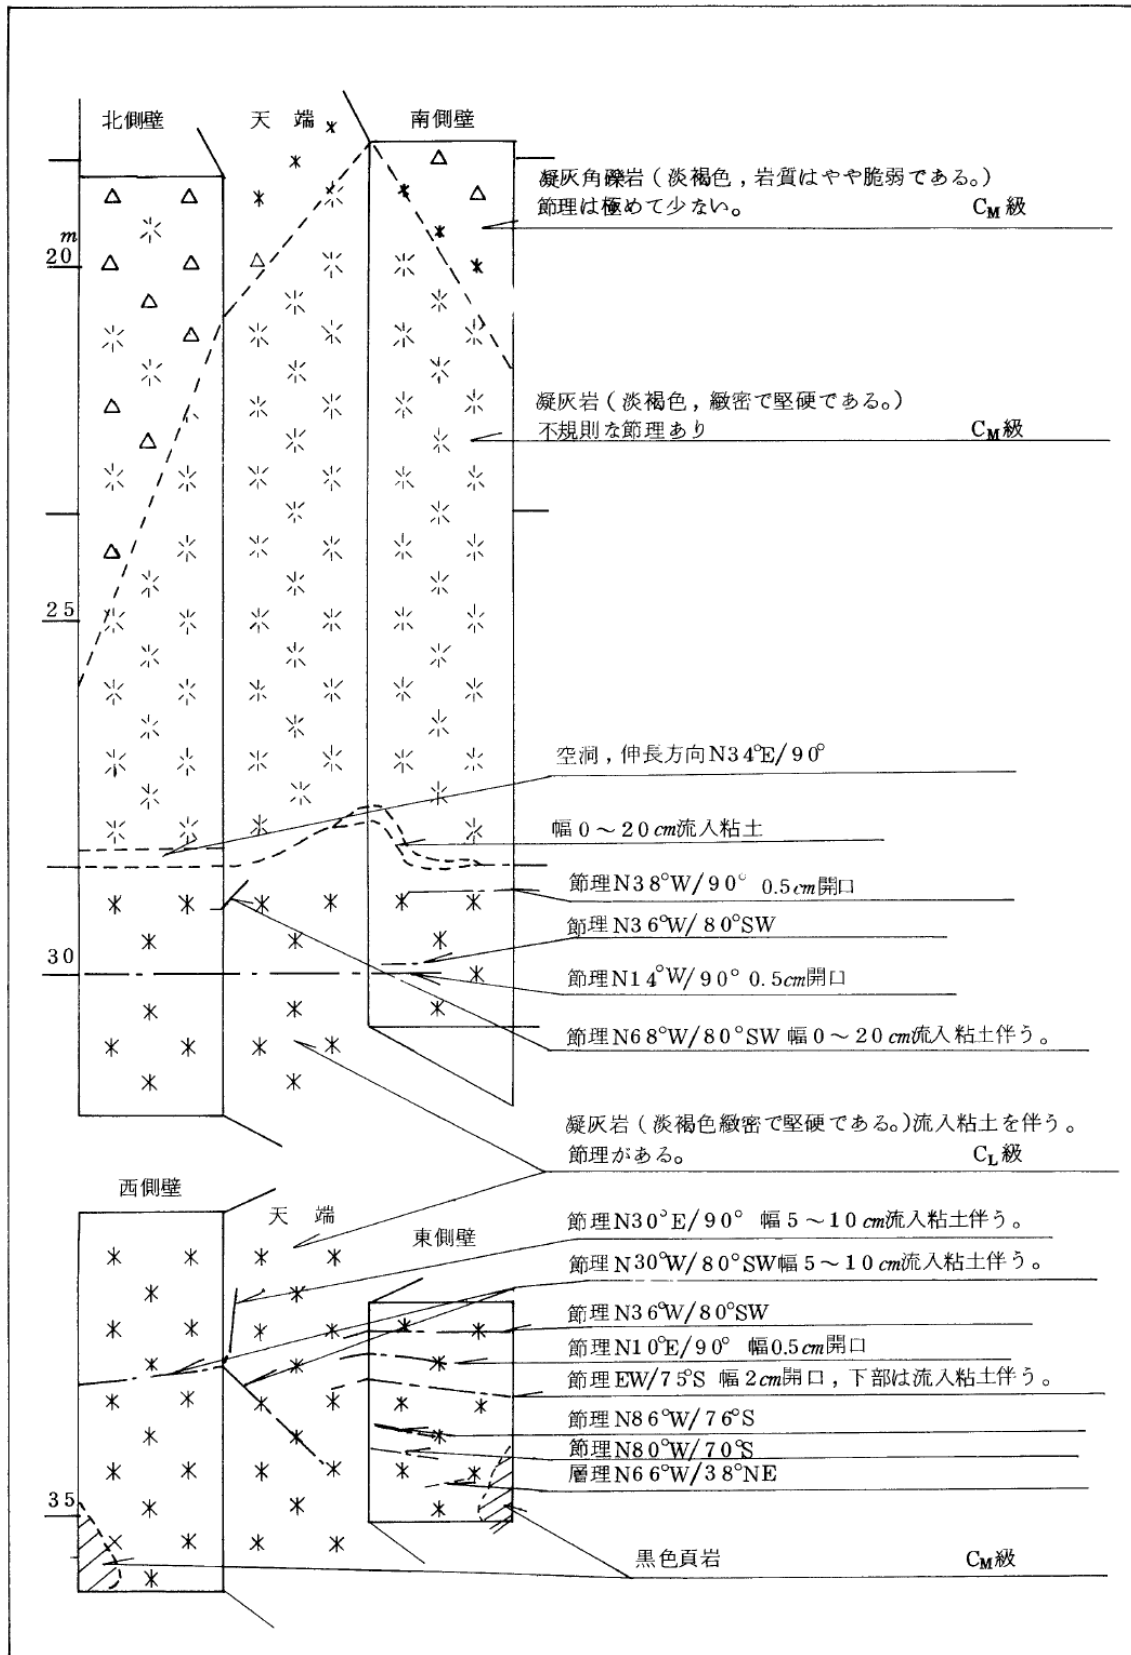 北側壁
天 端
南側壁
凝灰角礫岩（淡褐色，岩質はやや脆弱である。）
節理は極めて少ない。 CM級
m
20
凝灰岩（淡褐色，緻密で堅硬である。）
不規則な節理あり CM級
25
空洞，伸長方向N34°E/90°
幅0～20cm流入粘土
節理N38°W/90° 0.5cm開口
節理N36°W/80°SW
30
節理N14°W/90° 0.5cm開口
節理N68°W/80°SW 幅0～20cm流入粘土伴う。
凝灰岩（淡褐色緻密で堅硬である。）流入粘土を伴う。
節理がある。 CL級
西側壁
天 端
東側壁
節理N30°E/90° 幅5～10cm流入粘土伴う。
節理N30°W/80°SW幅5～10cm流入粘土伴う。
節理N36°W/80°SW
節理N10°E/90° 幅0.5cm開口
節理EW/75°S 幅2cm開口，下部は流入粘土伴う。
節理N86°W/76°S
節理N80°W/70°S
層理N66°W/38°NE
35
黒色頁岩 CM級